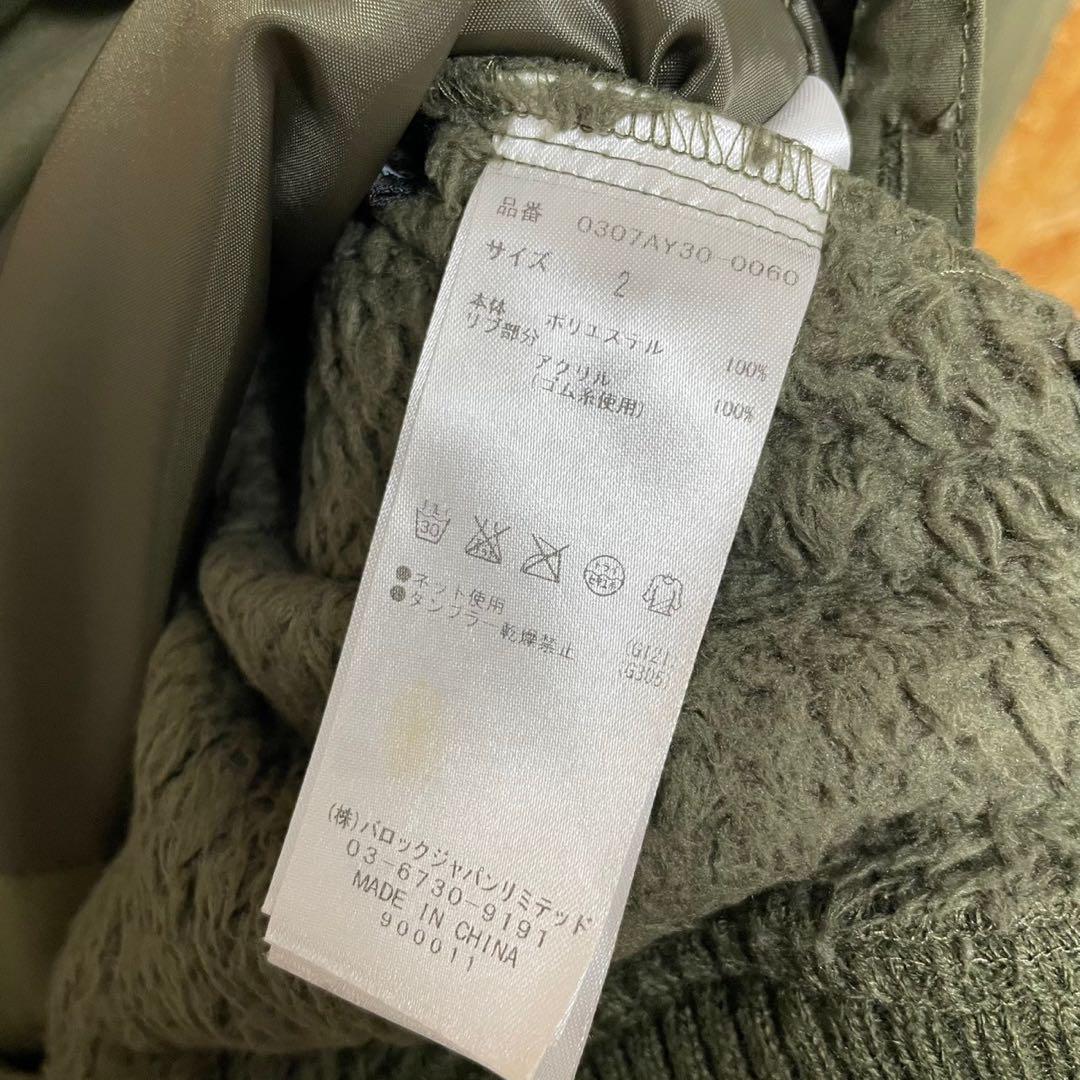 品番 0307AY30-0060
サイズ 2
本体 ポリエステル 100%
リブ部分 アクリル 100%
(ゴム糸使用)
30
●ネット使用
●タンブラー乾燥禁止
(G121)
(G306)
(株)バロックジャパンリミテッド
03-6730-9191
MADE IN CHINA
900011